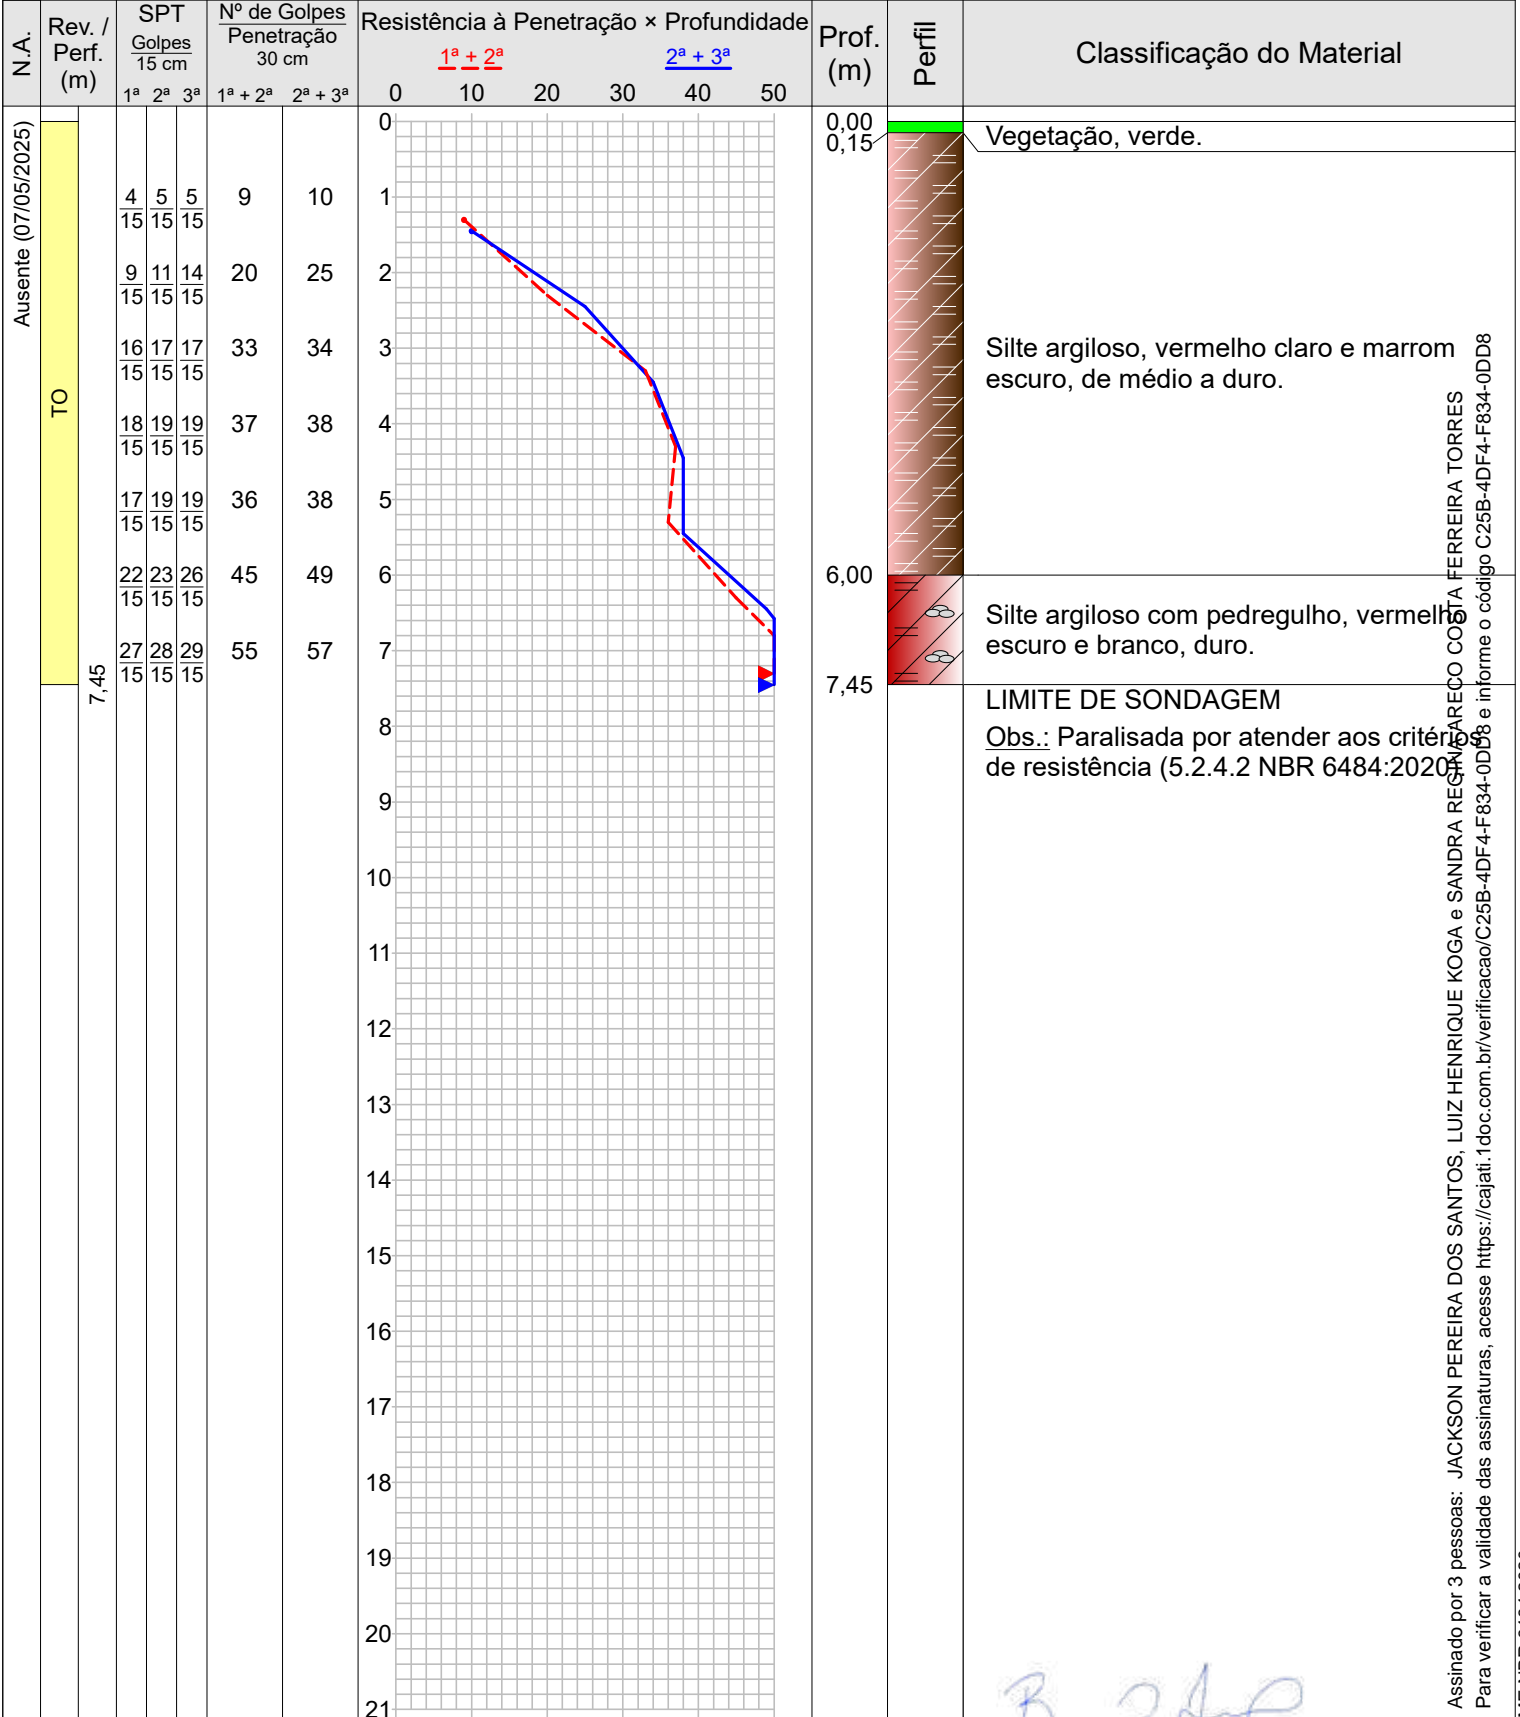 N.A.
Rev. /
Perf.
(m)
SPT
Golpes
15 cm
1ª 2ª 3ª
Nº de Golpes
Penetração
30 cm
1ª + 2ª 2ª + 3ª
Resistência à Penetração × Profundidade
1ª + 2ª 2ª + 3ª
0 10 20 30 40 50
Prof.
(m)
Perfil
Classificação do Material
Ausente (07/05/2025)
TO
7,45
4 5 5 9 10
15 15 15
9 11 14 20 25
15 15 15
16 17 17 33 34
15 15 15
18 19 19 37 38
15 15 15
17 19 19 36 38
15 15 15
22 23 26 45 49
15 15 15
27 28 29 55 57
15 15 15
0
1
2
3
4
5
6
7
8
9
10
11
12
13
14
15
16
17
18
19
20
21
0,00
0,15
6,00
7,45
Vegetação, verde.
Silte argiloso, vermelho claro e marrom
escuro, de médio a duro.
Silte argiloso com pedregulho, vermelho
escuro e branco, duro.
LIMITE DE SONDAGEM
Obs.: Paralisada por atender aos critérios
de resistência (5.2.4.2 NBR 6484:2020).
Assinado por 3 pessoas: JACKSON PEREIRA DOS SANTOS, LUIZ HENRIQUE KOGA e SANDRA REGINA ARECO COSTA FERREIRA TORRES
Para verificar a validade das assinaturas, acesse https://cajati.1doc.com.br/verificacao/C25B-4DF4-F834-0DD8 e informe o código C25B-4DF4-F834-0DD8